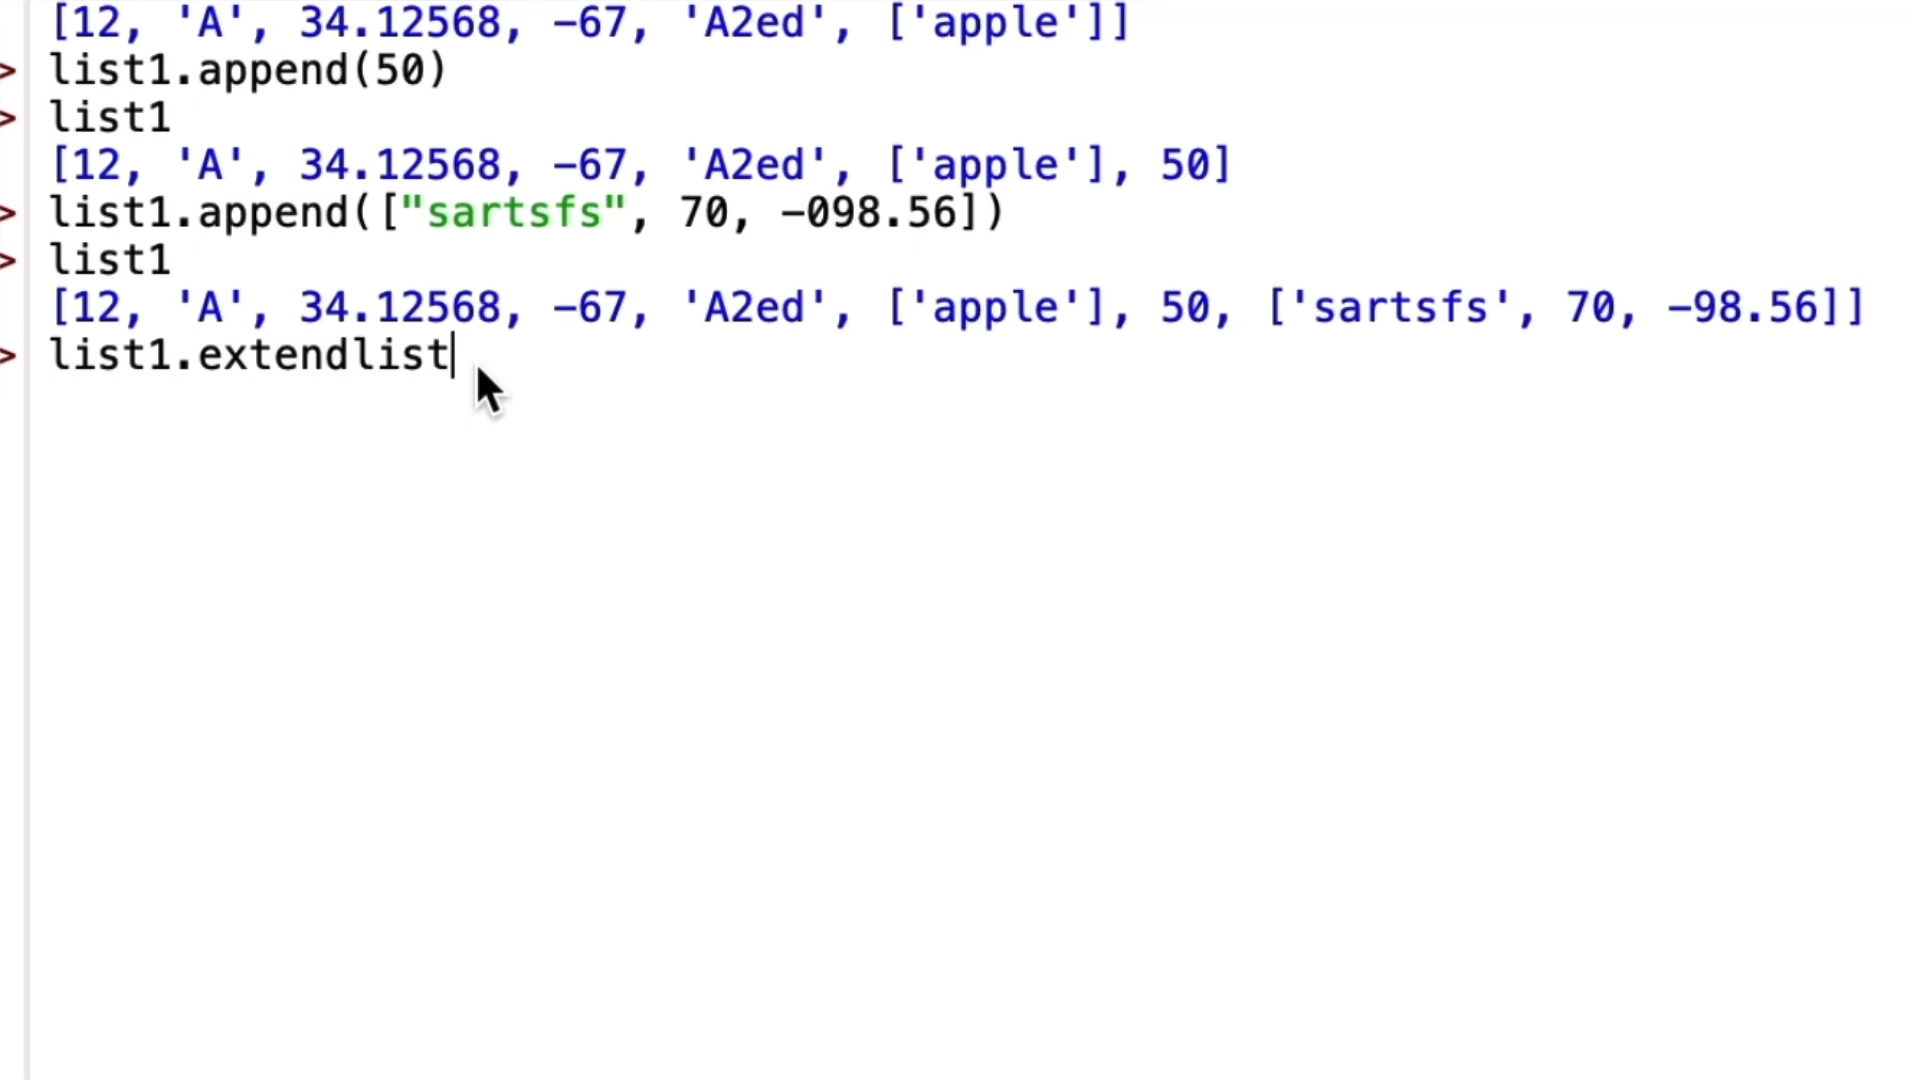 [12, 'A', 34.12568, -67, 'A2ed', ['apple']]
> list1.append(50)
> list1
[12, 'A', 34.12568, -67, 'A2ed', ['apple'], 50]
> list1.append(["sartsfs", 70, -098.56])
> list1
[12, 'A', 34.12568, -67, 'A2ed', ['apple'], 50, ['sartsfs', 70, -98.56]]
> list1.extendlist